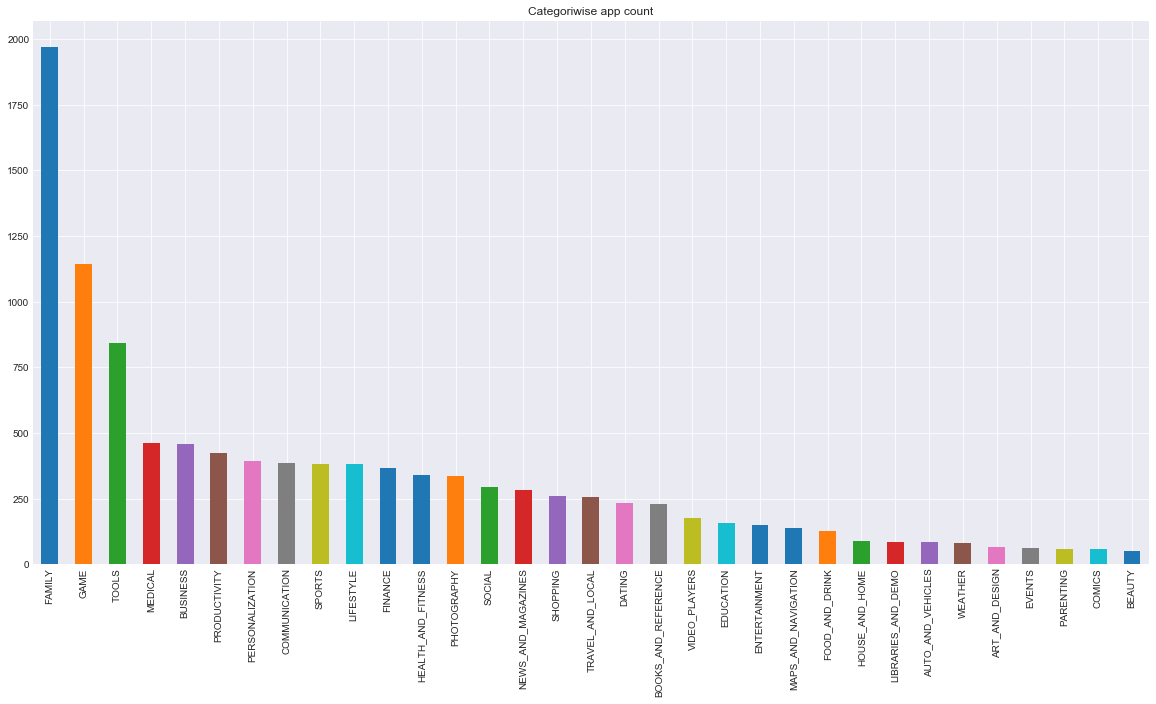 Categoriwise app count
2000
1750
1500
1250
1000
750
500
250
0
FAMILY
GAME
TOOLS
MEDICAL
BUSINESS
PRODUCTIVITY
PERSONALIZATION
COMMUNICATION
SPORTS
LIFESTYLE
FINANCE
HEALTH_AND_FITNESS
PHOTOGRAPHY
SOCIAL
NEWS_AND_MAGAZINES
SHOPPING
TRAVEL_AND_LOCAL
DATING
BOOKS_AND_REFERENCE
VIDEO_PLAYERS
EDUCATION
ENTERTAINMENT
MAPS_AND_NAVIGATION
FOOD_AND_DRINK
HOUSE_AND_HOME
LIBRARIES_AND_DEMO
AUTO_AND_VEHICLES
WEATHER
ART_AND_DESIGN
EVENTS
PARENTING
COMICS
BEAUTY